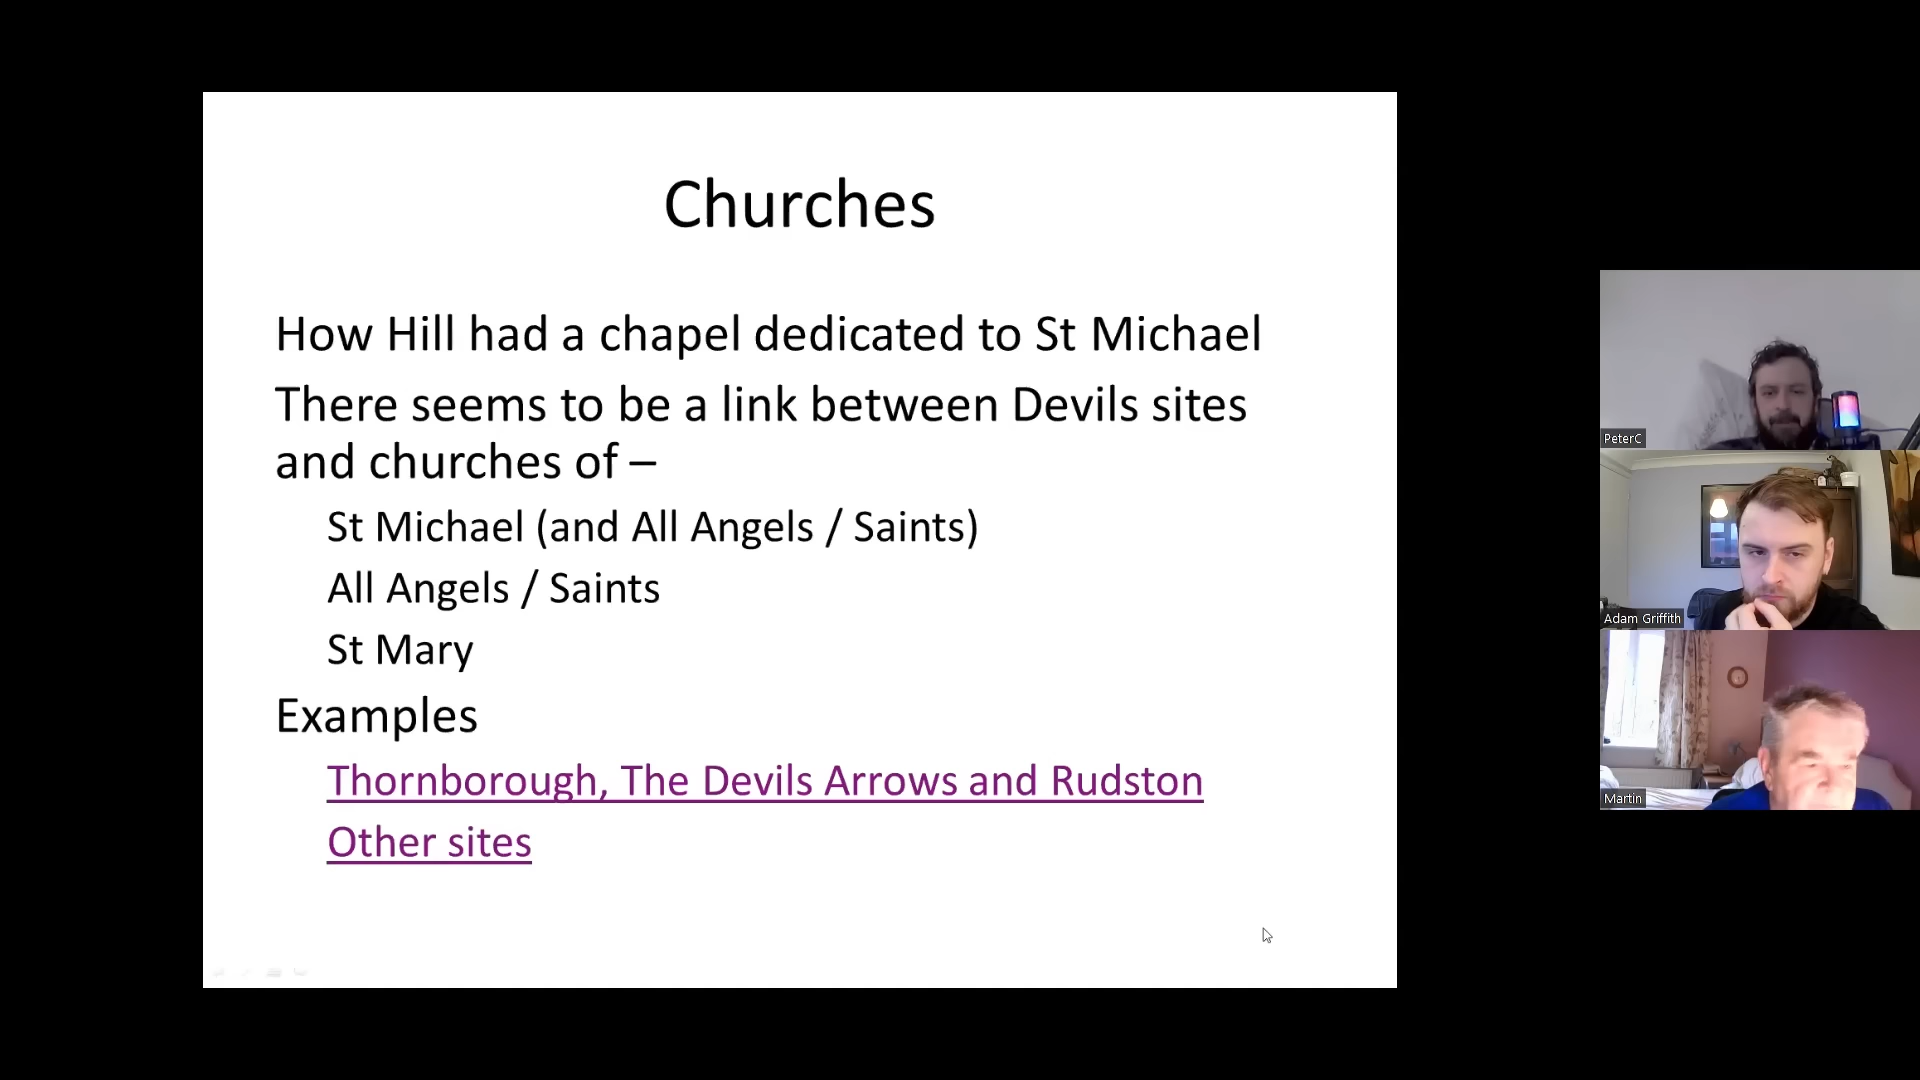 Churches
How Hill had a chapel dedicated to St Michael
There seems to be a link between Devils sites
and churches of –
St Michael (and All Angels / Saints)
All Angels / Saints
St Mary
Examples
Thornborough, The Devils Arrows and Rudston
Other sites
PeterC
Adam Griffith
Martin